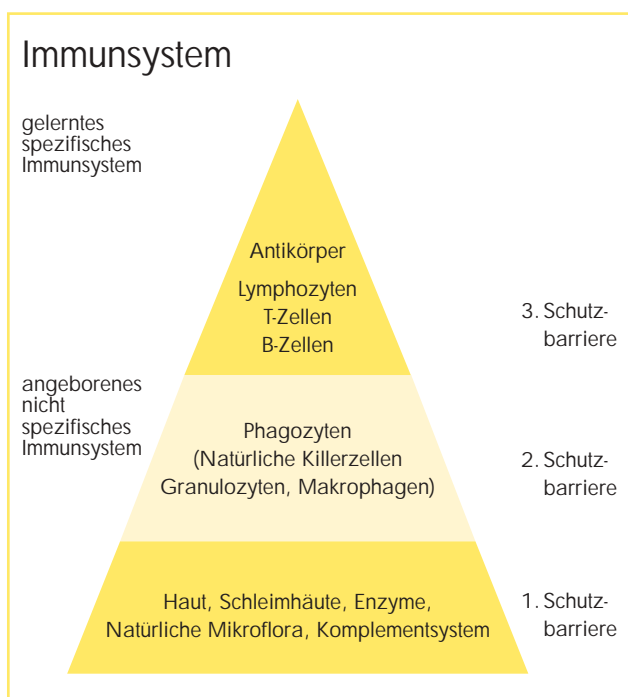 Immunsystem
gelerntes
spezifisches
Immunsystem
Antikörper
Lymphozyten
T-Zellen
B-Zellen
3. Schutz-
barriere
angeborenes
nicht
spezifisches
Immunsystem
Phagozyten
(Natürliche Killerzellen
Granulozyten, Makrophagen)
2. Schutz-
barriere
Haut, Schleimhäute, Enzyme,
Natürliche Mikroflora, Komplementsystem
1. Schutz-
barriere